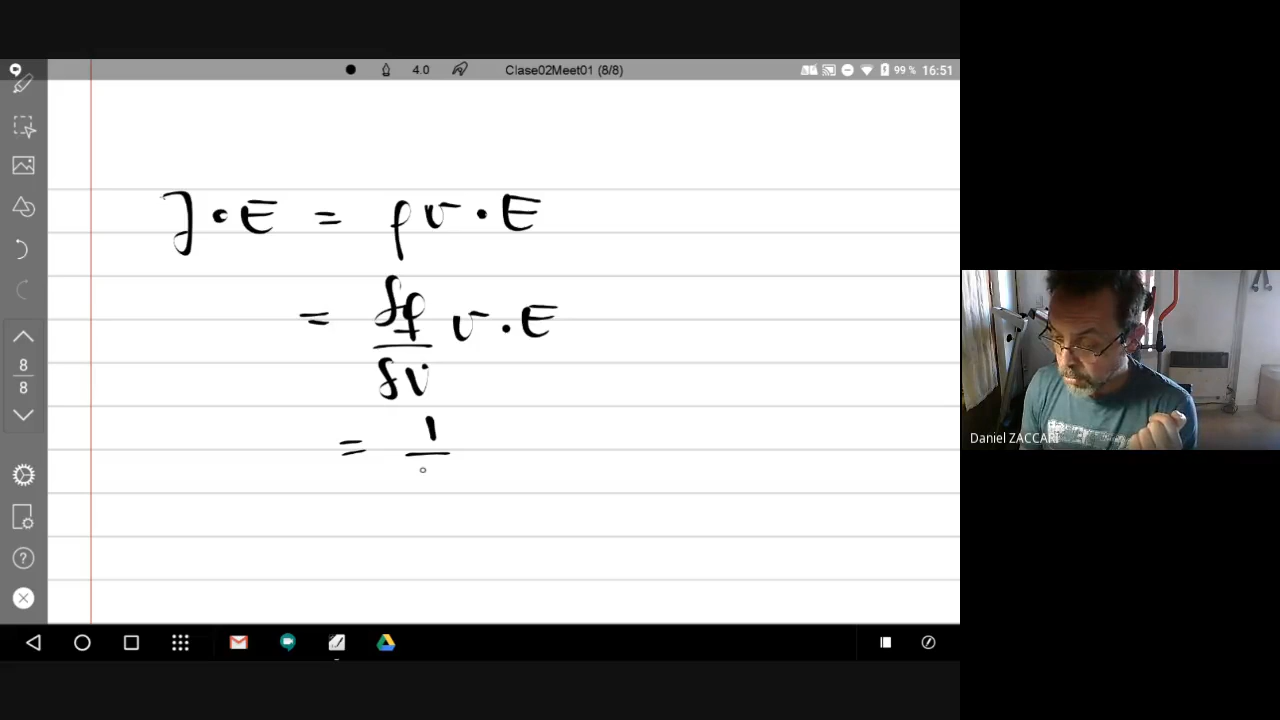 4.0 Clase02Meet01 (8/8) 99 % 16:51
J · E = ρ v · E
= δq/δV v · E
= 1/
8
8
Daniel ZACCARI